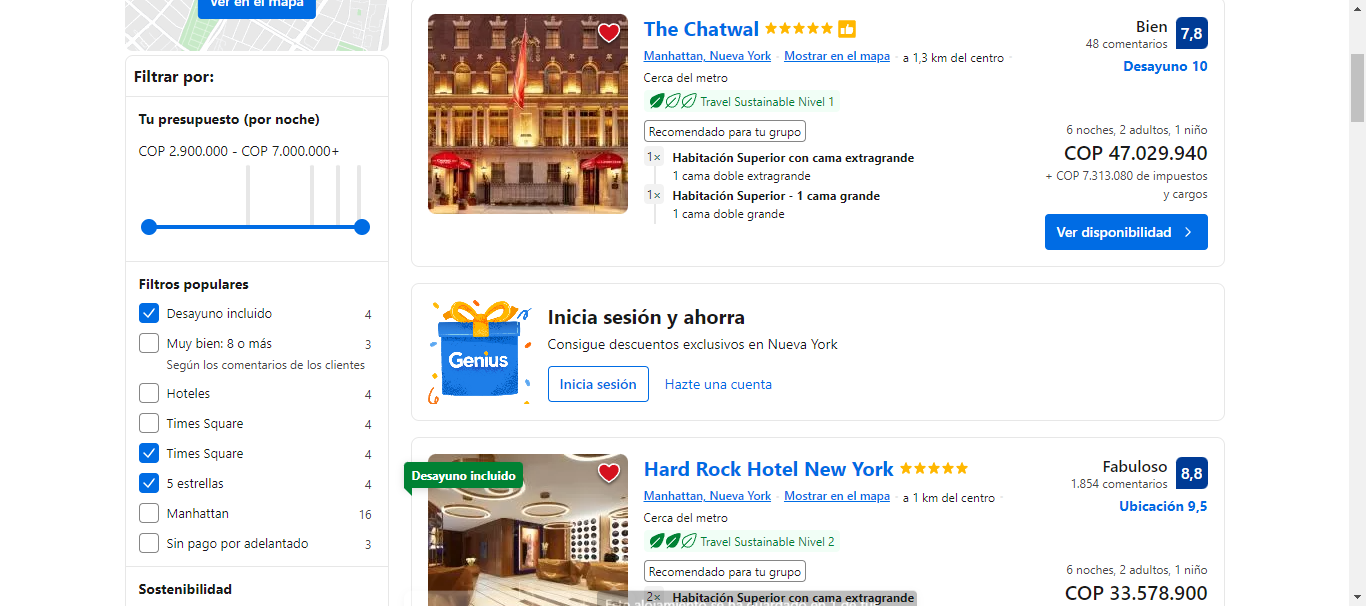 Ver en el mapa
Filtrar por:
Tu presupuesto (por noche)
COP 2.900.000 - COP 7.000.000+
Filtros populares
Desayuno incluido 4
Muy bien: 8 o más 3
Según los comentarios de los clientes
Hoteles 4
Times Square 4
Times Square 4
5 estrellas 4
Manhattan 16
Sin pago por adelantado 3
Sostenibilidad
The Chatwal
Manhattan, Nueva York · Mostrar en el mapa · a 1,3 km del centro ·
Cerca del metro
Travel Sustainable Nivel 1
Recomendado para tu grupo
1× Habitación Superior con cama extragrande
1 cama doble extragrande
1× Habitación Superior - 1 cama grande
1 cama doble grande
Bien 7,8
48 comentarios
Desayuno 10
6 noches, 2 adultos, 1 niño
COP 47.029.940
+ COP 7.313.080 de impuestos
y cargos
Ver disponibilidad
Genius
Inicia sesión y ahorra
Consigue descuentos exclusivos en Nueva York
Inicia sesión Hazte una cuenta
Desayuno incluido
Hard Rock Hotel New York
Manhattan, Nueva York · Mostrar en el mapa · a 1 km del centro ·
Cerca del metro
Travel Sustainable Nivel 2
Recomendado para tu grupo
2× Habitación Superior con cama extragrande
Fabuloso 8,8
1.854 comentarios
Ubicación 9,5
6 noches, 2 adultos, 1 niño
COP 33.578.900